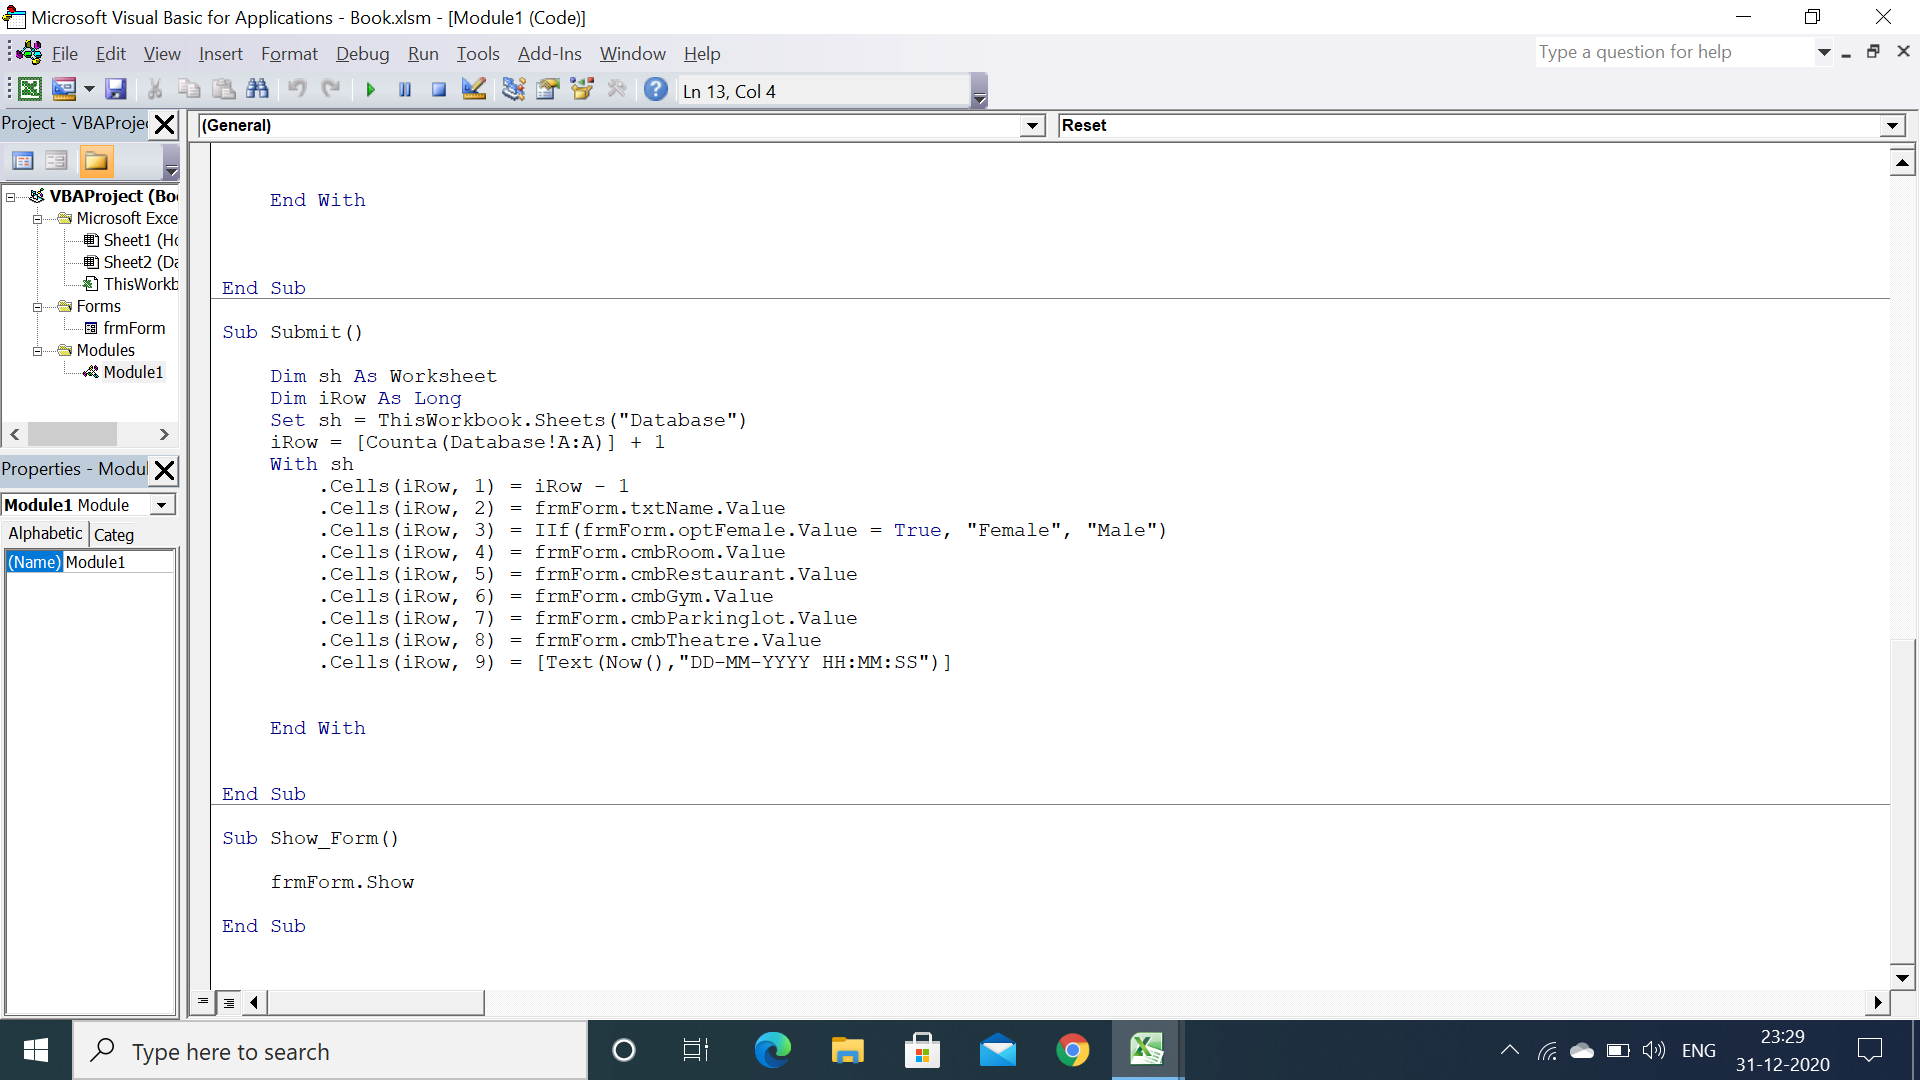 Microsoft Visual Basic for Applications - Book.xlsm - [Module1 (Code)]
File Edit View Insert Format Debug Run Tools Add-Ins Window Help
Type a question for help
Ln 13, Col 4
Project - VBAProje
(General)
Reset
VBAProject (Bo
Microsoft Exce
Sheet1 (Ho
Sheet2 (Da
ThisWorkb
Forms
frmForm
Modules
Module1
Properties - Modul
Module1 Module
Alphabetic Categ
(Name) Module1
End With
End Sub
Sub Submit()
Dim sh As Worksheet
Dim iRow As Long
Set sh = ThisWorkbook.Sheets("Database")
iRow = [Counta(Database!A:A)] + 1
With sh
.Cells(iRow, 1) = iRow - 1
.Cells(iRow, 2) = frmForm.txtName.Value
.Cells(iRow, 3) = IIf(frmForm.optFemale.Value = True, "Female", "Male")
.Cells(iRow, 4) = frmForm.cmbRoom.Value
.Cells(iRow, 5) = frmForm.cmbRestaurant.Value
.Cells(iRow, 6) = frmForm.cmbGym.Value
.Cells(iRow, 7) = frmForm.cmbParkinglot.Value
.Cells(iRow, 8) = frmForm.cmbTheatre.Value
.Cells(iRow, 9) = [Text(Now(),"DD-MM-YYYY HH:MM:SS")]
End With
End Sub
Sub Show_Form()
frmForm.Show
End Sub
Type here to search
ENG
23:29
31-12-2020